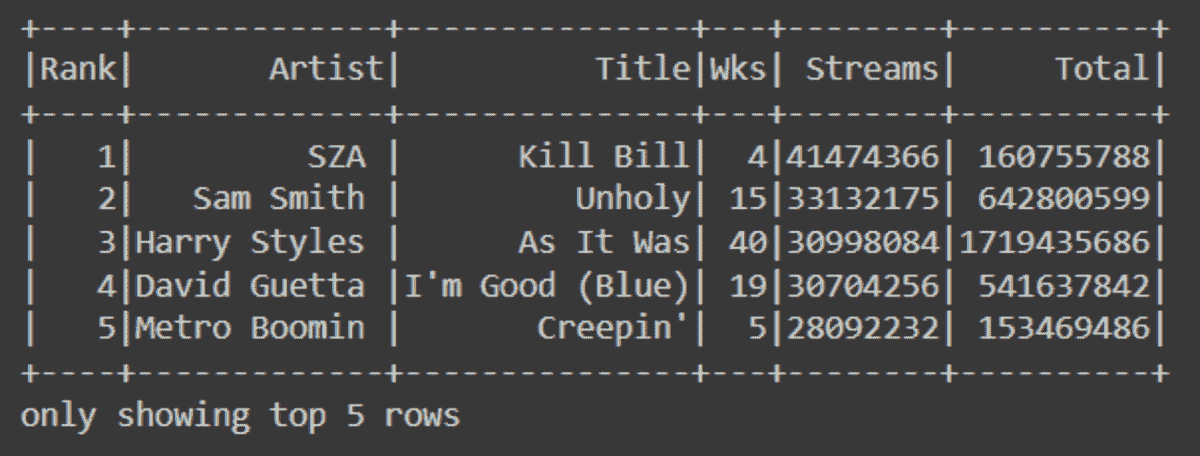 +----+-------------+---------------+---+--------+----------+
|Rank|       Artist|          Title|Wks| Streams|     Total|
+----+-------------+---------------+---+--------+----------+
|   1|         SZA |      Kill Bill|  4|41474366| 160755788|
|   2|   Sam Smith |         Unholy| 15|33132175| 642800599|
|   3|Harry Styles |      As It Was| 40|30998084|1719435686|
|   4|David Guetta |I'm Good (Blue)| 19|30704256| 541637842|
|   5|Metro Boomin |       Creepin'|  5|28092232| 153469486|
+----+-------------+---------------+---+--------+----------+
only showing top 5 rows